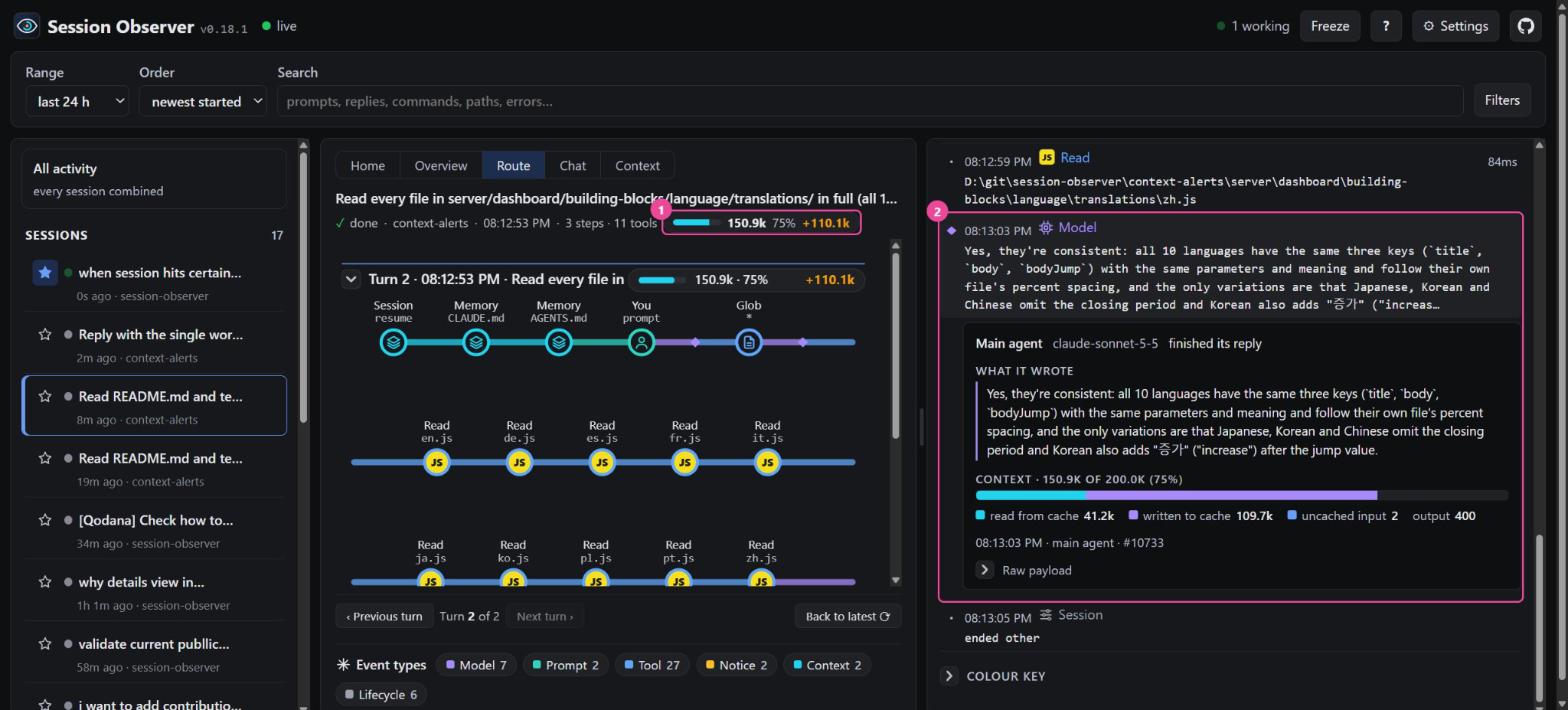 Session Observer v0.18.1 live
1 working Freeze ? Settings
Range Order Search
last 24 h newest started prompts, replies, commands, paths, errors... Filters
All activity
every session combined
SESSIONS 17
when session hits certain...
0s ago · session-observer
Reply with the single wor...
2m ago · context-alerts
Read README.md and te...
8m ago · context-alerts
Read README.md and te...
19m ago · context-alerts
[Qodana] Check how to...
34m ago · session-observer
why details view in...
1h 1m ago · session-observer
validate current publlic...
58m ago · session-observer
i want to add contributio...
Home Overview Route Chat Context
Read every file in server/dashboard/building-blocks/language/translations/ in full (all 1...
1
✓ done · context-alerts · 08:12:53 PM · 3 steps · 11 tools 150.9k 75% +110.1k
Turn 2 · 08:12:53 PM · Read every file in 150.9k · 75% +110.1k
Session Memory Memory You Glob
resume CLAUDE.md AGENTS.md prompt *
Read Read Read Read Read
en.js de.js es.js fr.js it.js
JS JS JS JS JS
Read Read Read Read Read
ja.js ko.js pl.js pt.js zh.js
JS JS JS JS JS
‹ Previous turn Turn 2 of 2 Next turn › Back to latest
Event types Model 7 Prompt 2 Tool 27 Notice 2 Context 2
Lifecycle 6
· 08:12:59 PM JS Read 84ms
D:\git\session-observer\context-alerts\server\dashboard\building-
blocks\language\translations\zh.js
2
08:13:03 PM Model
Yes, they're consistent: all 10 languages have the same three keys (`title`,
`body`, `bodyJump`) with the same parameters and meaning and follow their own
file's percent spacing, and the only variations are that Japanese, Korean and
Chinese omit the closing period and Korean also adds "증가" ("increas…
Main agent claude-sonnet-5-5 finished its reply
WHAT IT WROTE
Yes, they're consistent: all 10 languages have the same three keys (`title`, `body`,
`bodyJump`) with the same parameters and meaning and follow their own file's percent
spacing, and the only variations are that Japanese, Korean and Chinese omit the closing
period and Korean also adds "증가" ("increase") after the jump value.
CONTEXT · 150.9K OF 200.0K (75%)
read from cache 41.2k written to cache 109.7k uncached input 2 output 400
08:13:03 PM · main agent · #10733
Raw payload
· 08:13:05 PM Session
ended other
COLOUR KEY